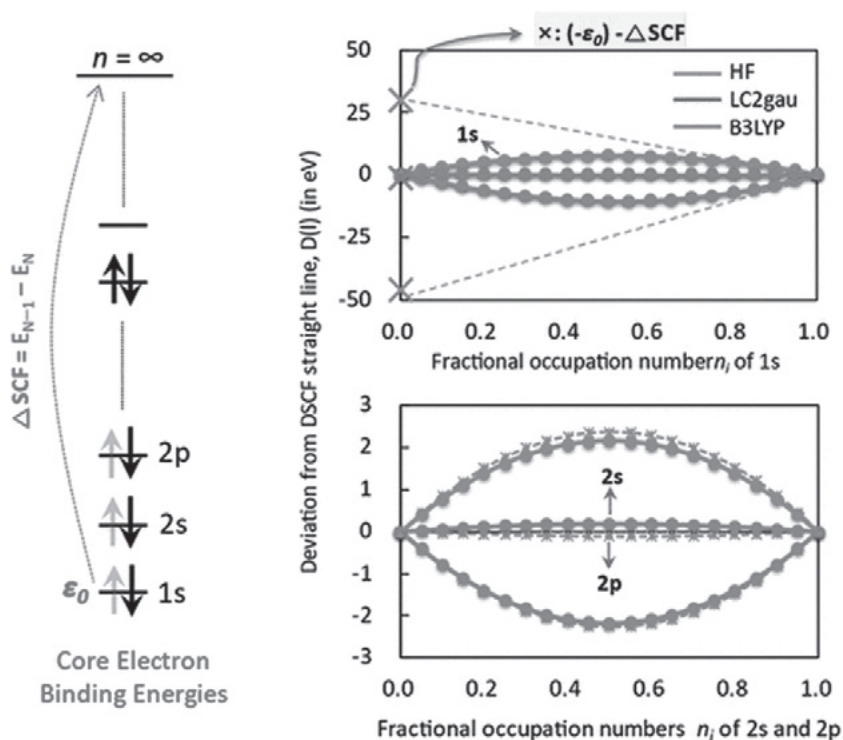 n = ∞
△SCF = E_{N−1} − E_N
2p
2s
ε₀
1s
Core Electron
Binding Energies
×: (-ε₀) -△SCF
Deviation from DSCF straight line, D(I) (in eV)
50
25
0
-25
-50
HF
LC2gau
B3LYP
1s
0.0 0.2 0.4 0.6 0.8 1.0
Fractional occupation numbern_i of 1s
3
2
1
0
-1
-2
-3
2s
2p
0.0 0.2 0.4 0.6 0.8 1.0
Fractional occupation numbers n_i of 2s and 2p